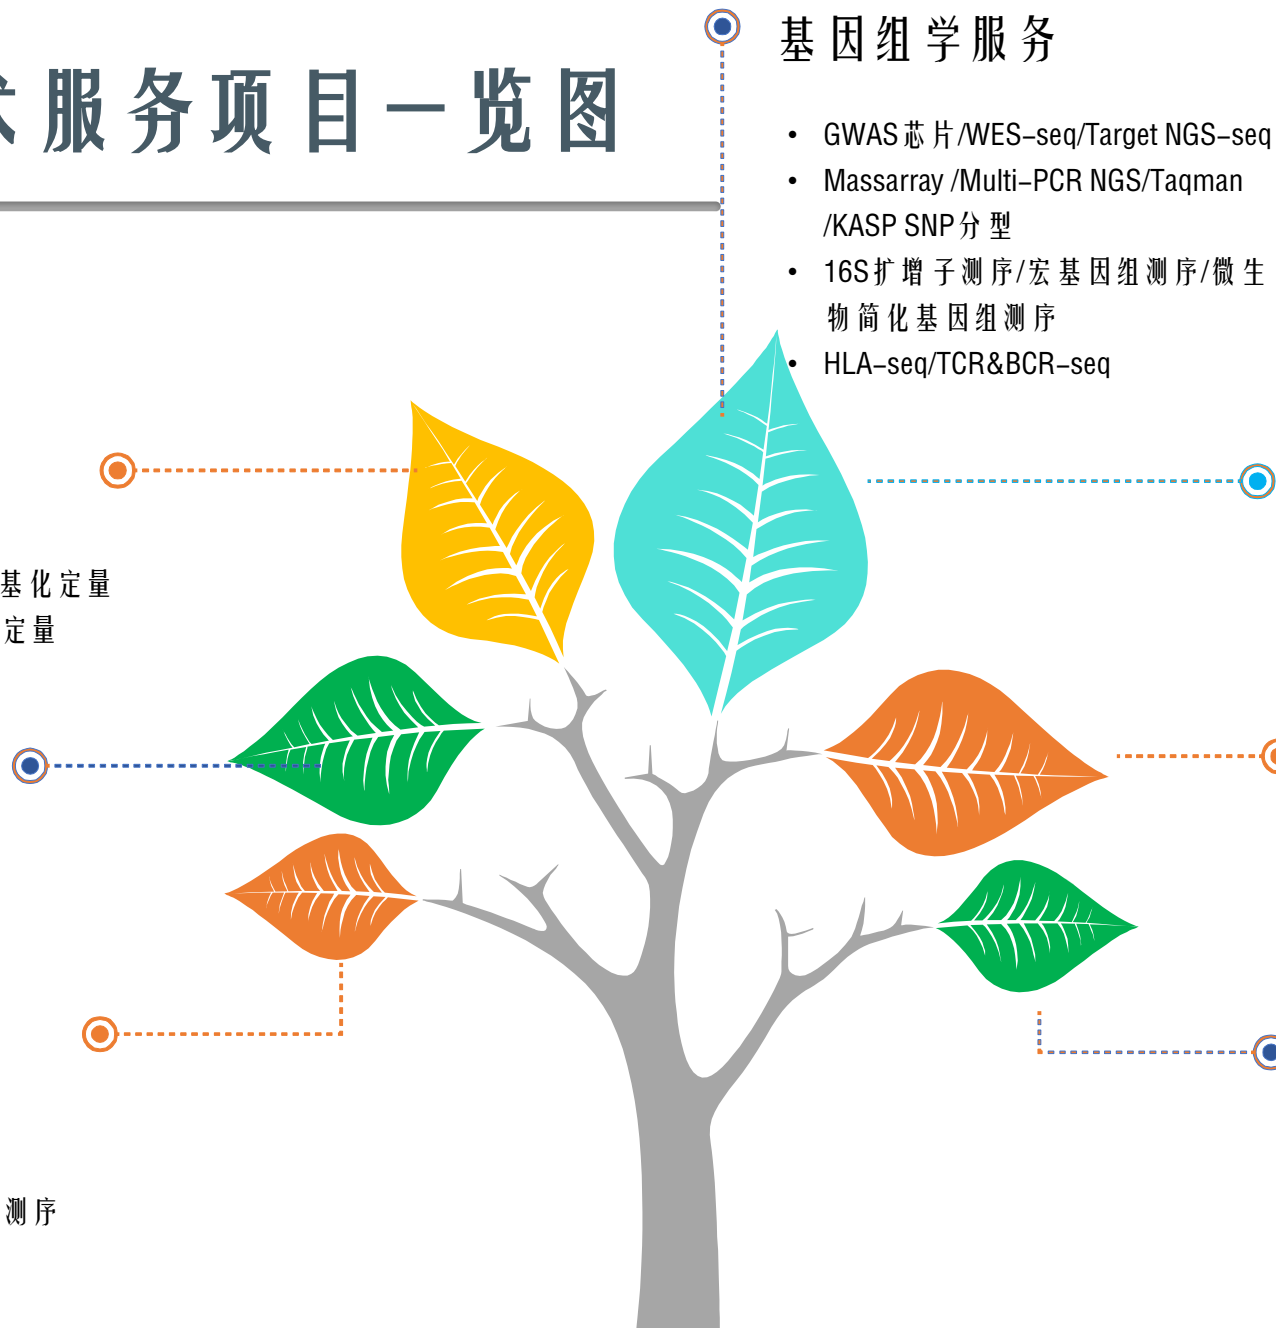 术服务项目一览图
基因组学服务
• GWAS芯片/WES-seq/Target NGS-seq
• Massarray /Multi-PCR NGS/Taqman
/KASP SNP分型
• 16S扩增子测序/宏基因组测序/微生
物简化基因组测序
• HLA-seq/TCR&BCR-seq
基化定量
定量
测序